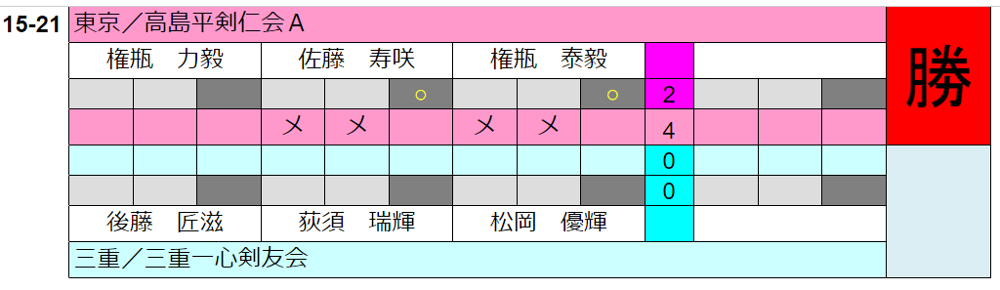 15-21 東京／高島平剣仁会Ａ
権瓶　力毅 佐藤　寿咲 権瓶　泰毅
○ ○ 2
メ メ メ メ 4
勝
0
0
後藤　匠滋 荻須　瑞輝 松岡　優輝
三重／三重一心剣友会